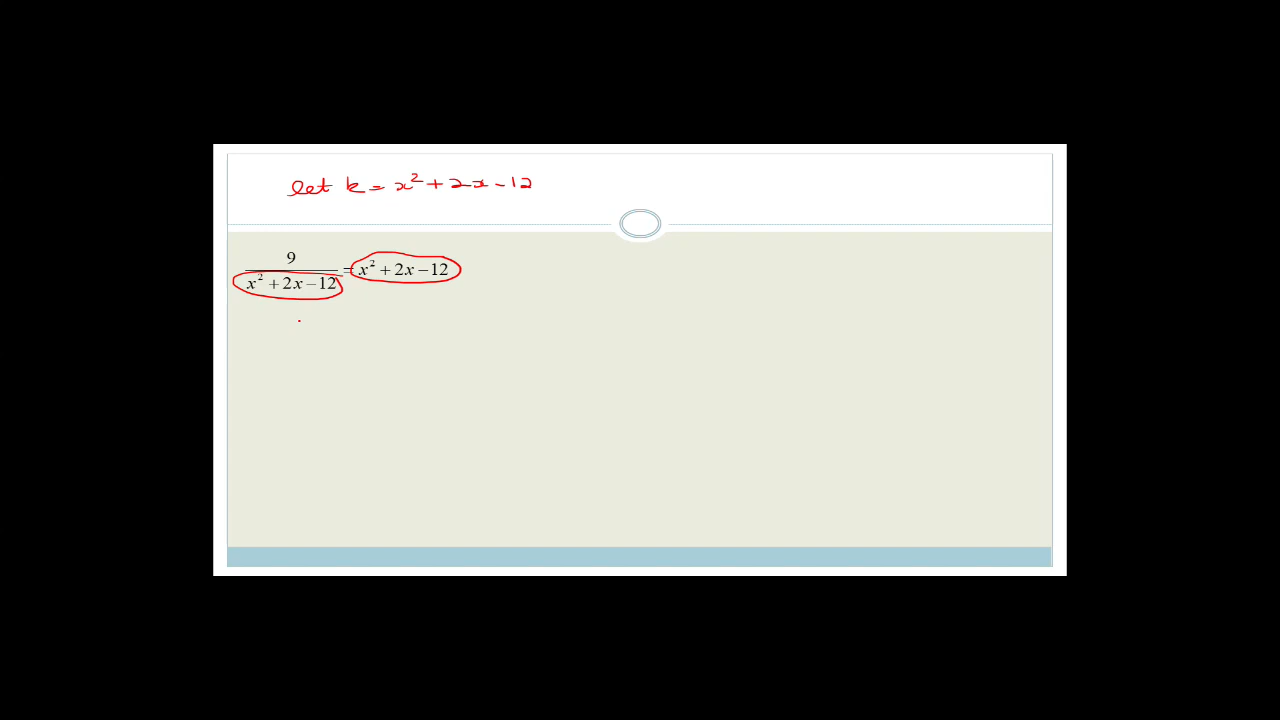 let k = x² + 2x - 12
9
───────── = x² + 2x - 12
x² + 2x - 12